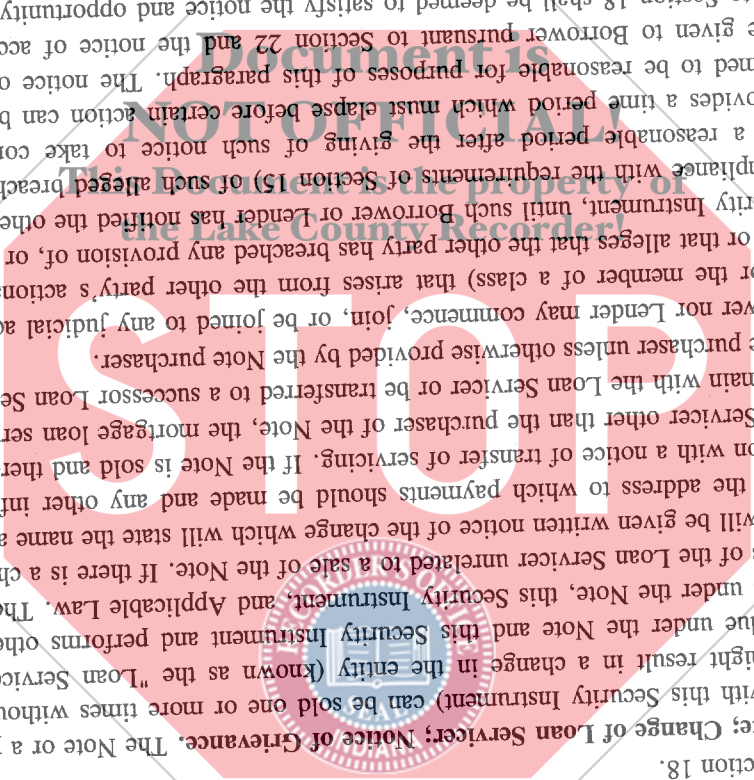 ction 18.
ce; Change of Loan Servicer; Notice of Grievance. The Note or a
ith this Security Instrument) can be sold one or more times withou
ight result in a change in the entity (known as the "Loan Servic
ue under the Note and this Security Instrument and performs othe
under the Note, this Security Instrument, and Applicable Law. The
s of the Loan Servicer unrelated to a sale of the Note. If there is a ch
will be given written notice of the change which will state the name a
the address to which payments should be made and any other inf
on with a notice of transfer of servicing. If the Note is sold and ther
Servicer other than the purchaser of the Note, the mortgage loan ser
main with the Loan Servicer or be transferred to a successor Loan Se
e purchaser unless otherwise provided by the Note purchaser.
wer nor Lender may commence, join, or be joined to any judicial ac
or the member of a class) that arises from the other party's actions
or that alleges that the other party has breached any provision of, or
rity Instrument, until such Borrower or Lender has notified the othe
pliance with the requirements of Section 15) of such alleged breach
a reasonable period after the giving of such notice to take cor
ovides a time period which must elapse before certain action can b
med to be reasonable for purposes of this paragraph. The notice o
e given to Borrower pursuant to Section 22 and the notice of acc
to Section 18 shall be deemed to satisfy the notice and opportunity
Document is
NOT OFFICIAL!
This Document is the property of
the Lake County Recorder!
STOP
SEAL